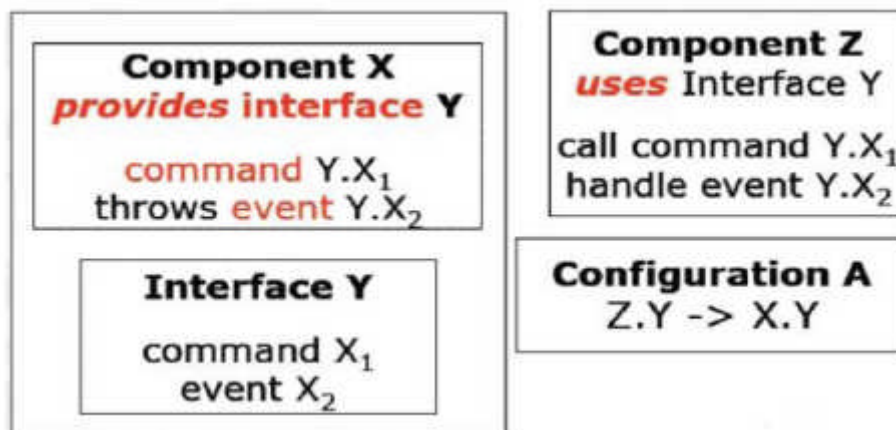 Component X
provides interface Y
command Y.X₁
throws event Y.X₂
Interface Y
command X₁
event X₂
Component Z
uses Interface Y
call command Y.X₁
handle event Y.X₂
Configuration A
Z.Y -> X.Y